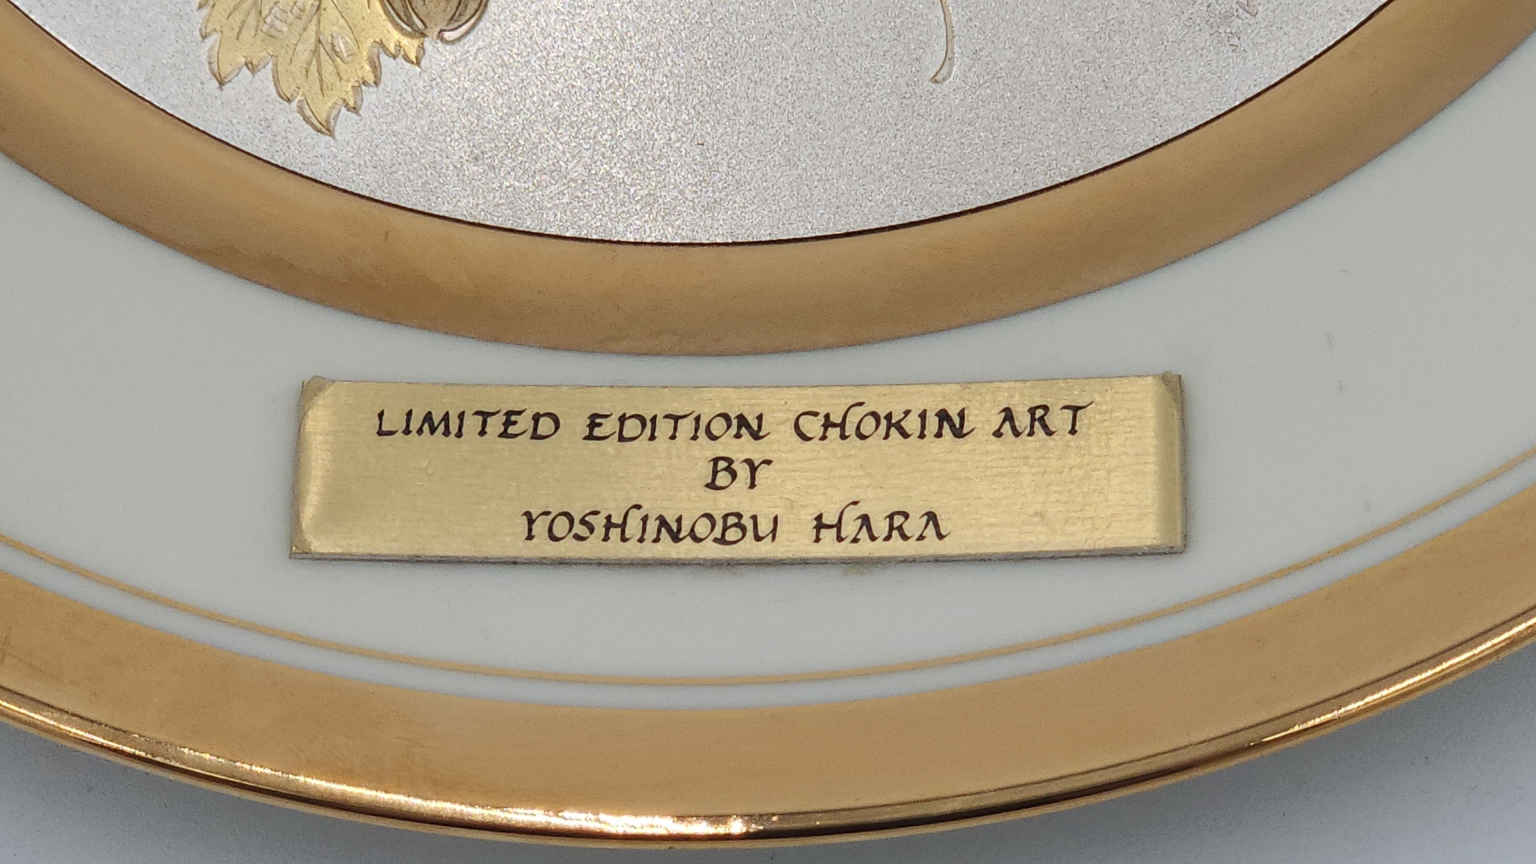 LIMITED EDITION CHOKIN ART
BY
YOSHINOBU HARA